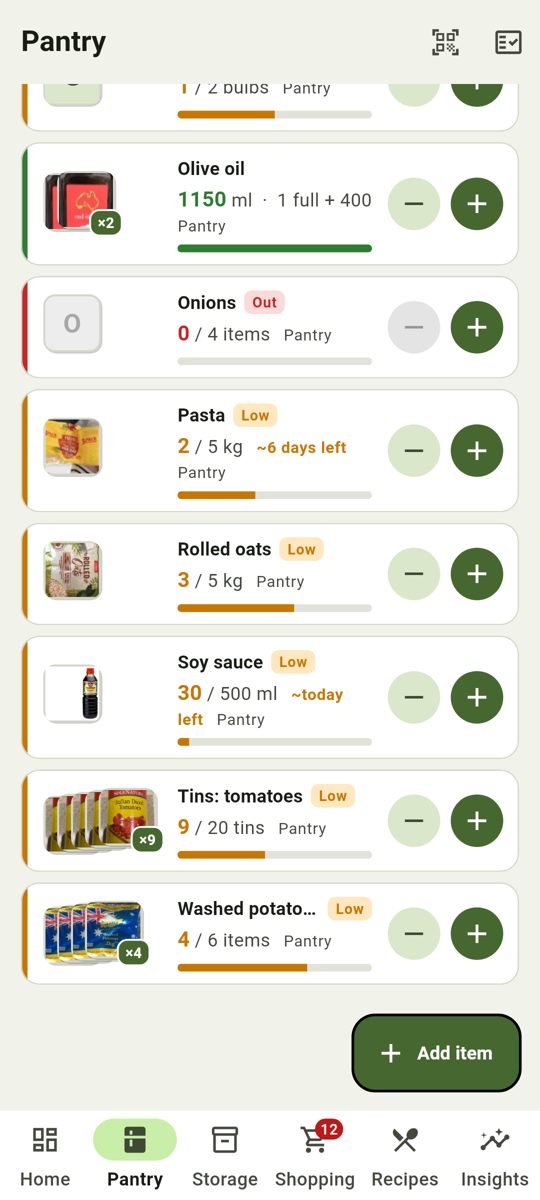 Pantry
1 / 2 bulbs Pantry
Olive oil
1150 ml · 1 full + 400
Pantry
×2
Onions Out
O
0 / 4 items Pantry
Pasta Low
2 / 5 kg ~6 days left
Pantry
Rolled oats Low
3 / 5 kg Pantry
Soy sauce Low
30 / 500 ml ~today
left Pantry
Tins: tomatoes Low
9 / 20 tins Pantry
×9
Washed potato... Low
4 / 6 items Pantry
×4
+ Add item
12
Home Pantry Storage Shopping Recipes Insights